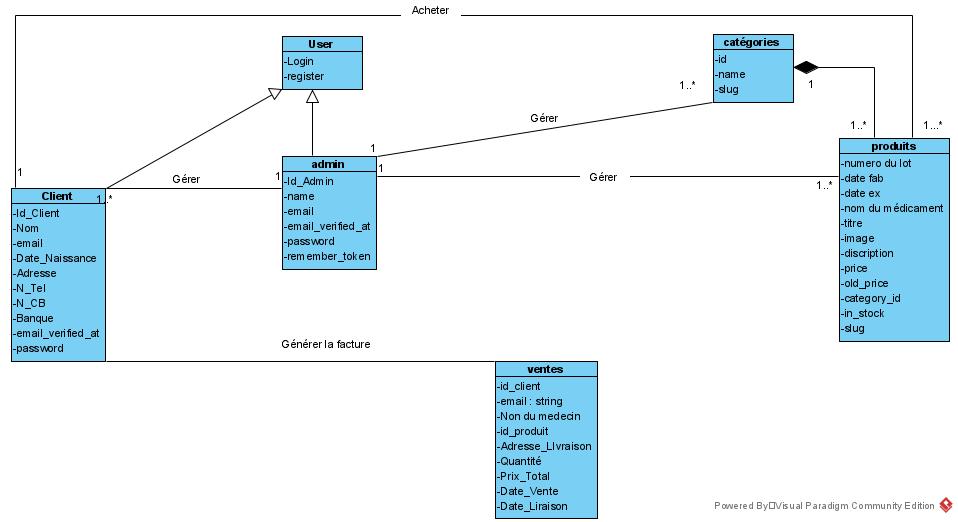 Acheter
User
-Login
-register
catégories
-id
-name
-slug
1
1..*
Gérer
1..*
1...*
1
admin
-Id_Admin
-name
-email
-email_verified_at
-password
-remember_token
1
Gérer
1..*
produits
-numero du lot
-date fab
-date ex
-nom du médicament
-titre
-image
-discription
-price
-old_price
-category_id
-in_stock
-slug
1
Gérer
1
1..*
Client
-Id_Client
-Nom
-email
-Date_Naissance
-Adresse
-N_Tel
-N_CB
-Banque
-email_verified_at
-password
Générer la facture
ventes
-id_client
-email : string
-Non du medecin
-id_produit
-Adresse_LIvraison
-Quantité
-Prix_Total
-Date_Vente
-Date_Liraison
Powered By Visual Paradigm Community Edition